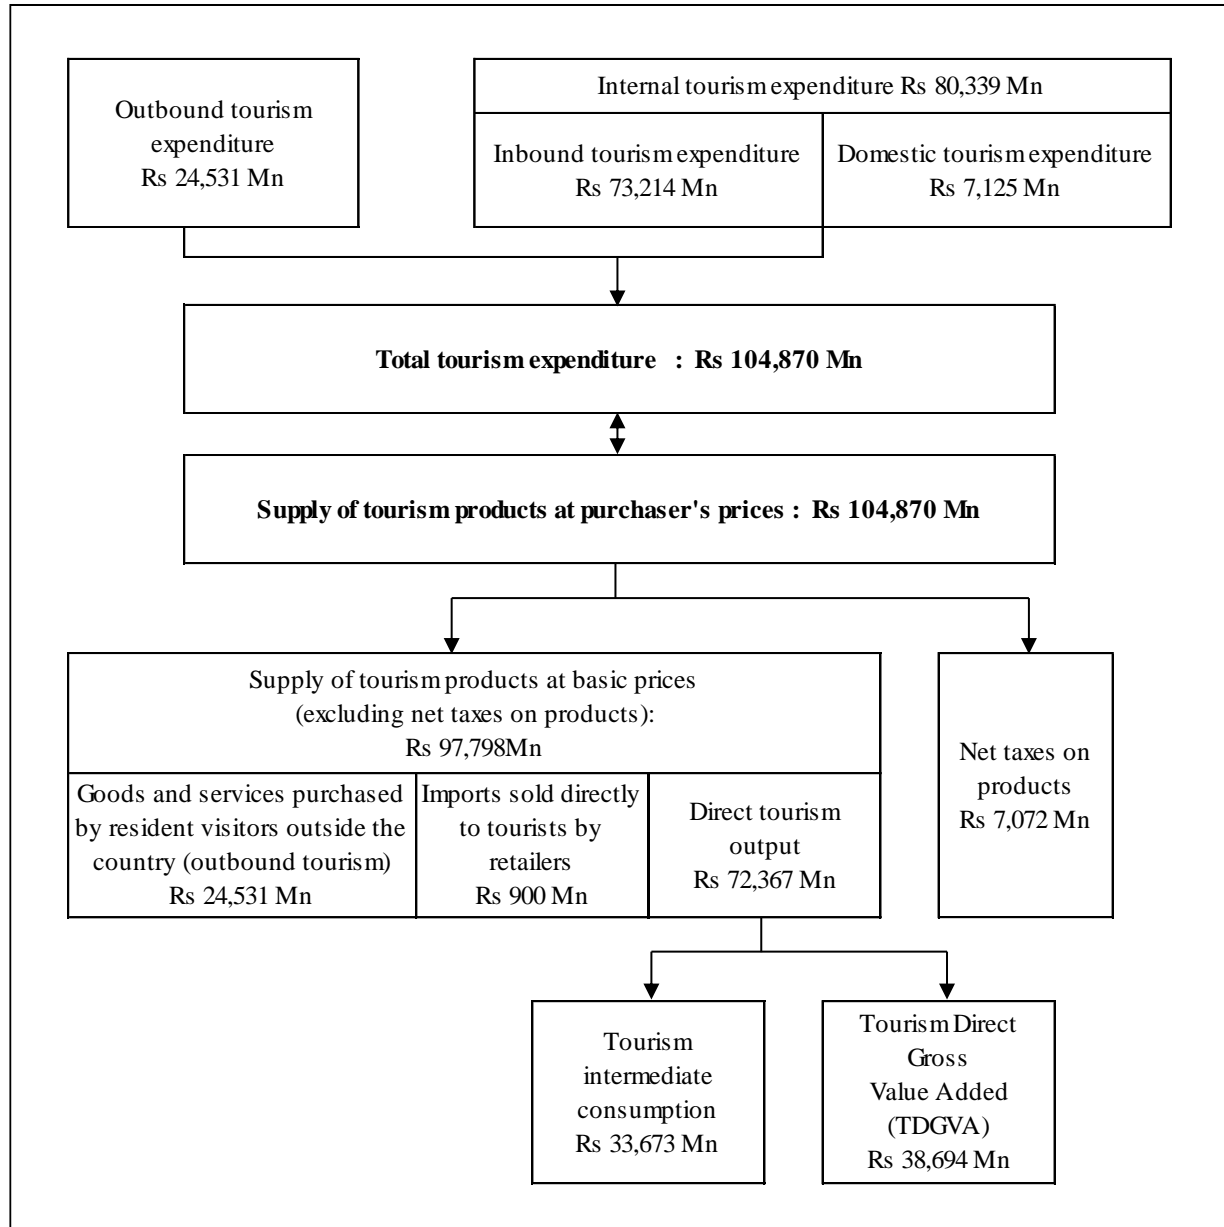 Outbound tourism
expenditure
Rs 24,531 Mn
Internal tourism expenditure Rs 80,339 Mn
Inbound tourism expenditure
Rs 73,214 Mn
Domestic tourism expenditure
Rs 7,125 Mn
Total tourism expenditure : Rs 104,870 Mn
Supply of tourism products at purchaser's prices : Rs 104,870 Mn
Supply of tourism products at basic prices
(excluding net taxes on products):
Rs 97,798Mn
Goods and services purchased
by resident visitors outside the
country (outbound tourism)
Rs 24,531 Mn
Imports sold directly
to tourists by
retailers
Rs 900 Mn
Direct tourism
output
Rs 72,367 Mn
Net taxes on
products
Rs 7,072 Mn
Tourism
intermediate
consumption
Rs 33,673 Mn
Tourism Direct
Gross
Value Added
(TDGVA)
Rs 38,694 Mn